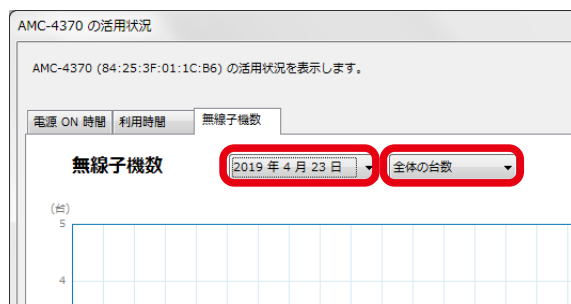 AMC-4370 の活用状況
AMC-4370 (84:25:3F:01:1C:B6) の活用状況を表示します。
電源 ON 時間 利用時間 無線子機数
無線子機数 2019 年 4 月 23 日 全体の台数
(台)
5
4